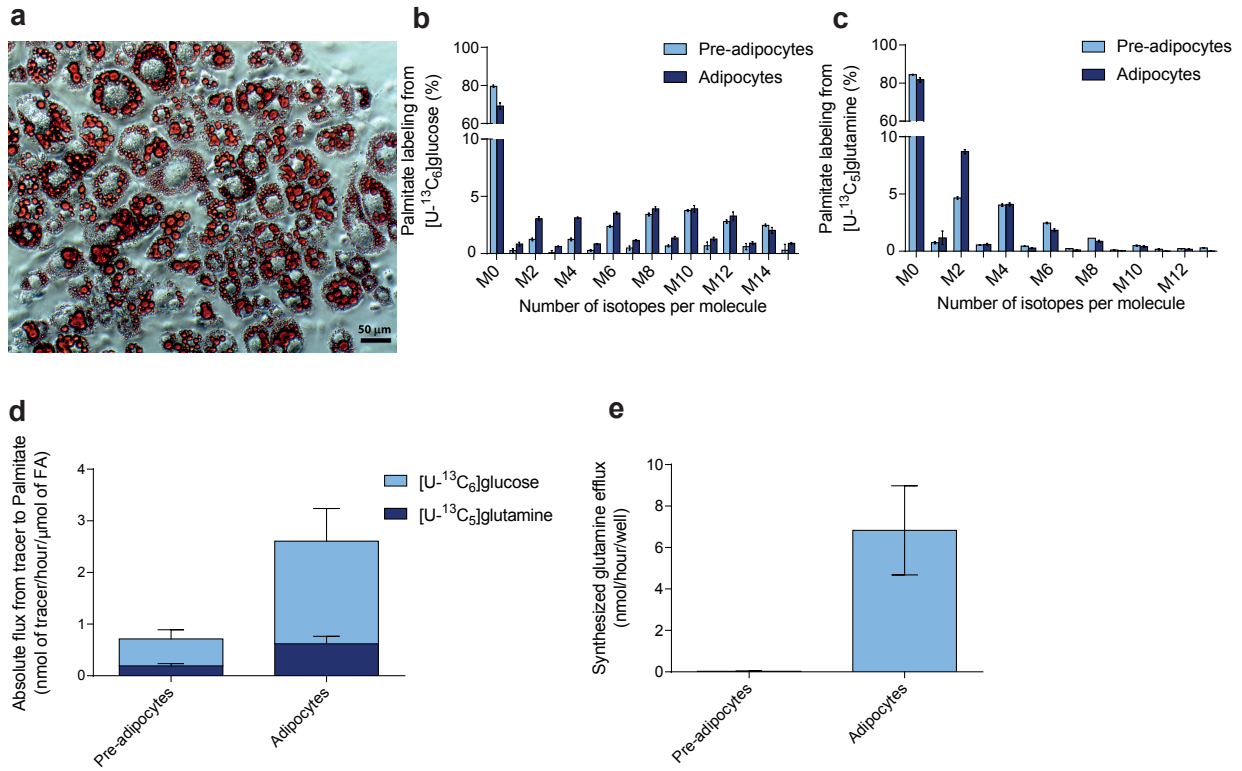 a
50 µm
b
Pre-adipocytes
Adipocytes
Palmitate labeling from
[U-¹³C₆]glucose (%)
100
80
60
10
5
0
M0
M2
M4
M6
M8
M10
M12
M14
Number of isotopes per molecule
c
Pre-adipocytes
Adipocytes
Palmitate labeling from
[U-¹³C₅]glutamine (%)
100
80
60
10
5
0
M0
M2
M4
M6
M8
M10
M12
Number of isotopes per molecule
d
Absolute flux from tracer to Palmitate
(nmol of tracer/hour/µmol of FA)
4
3
2
1
0
[U-¹³C₆]glucose
[U-¹³C₅]glutamine
Pre-adipocytes
Adipocytes
e
Synthesized glutamine efflux
(nmol/hour/well)
10
8
6
4
2
0
Pre-adipocytes
Adipocytes